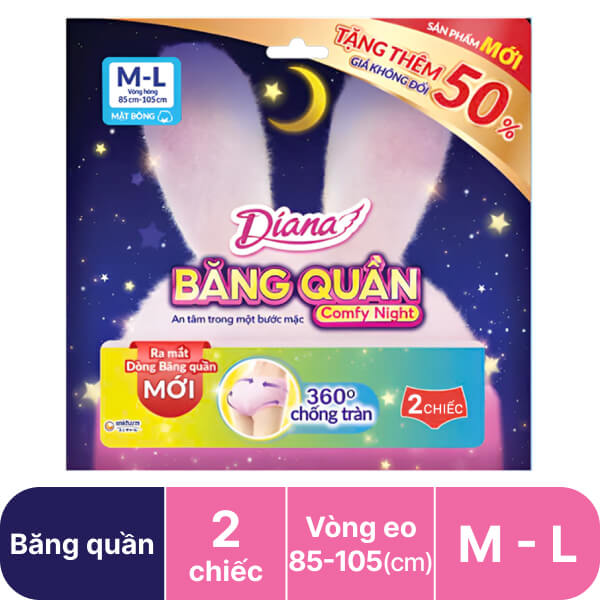 M-L
Vòng hông
85cm-105cm
MẶT BÔNG
SẢN PHẨM MỚI
TẶNG THÊM 50%
GIÁ KHÔNG ĐỔI
Diana
BĂNG QUẦN
An tâm trong một bước mặc
Comfy Night
Ra mắt
Dòng Băng quần
MỚI
360º
chống tràn
2 CHIẾC
unicharm
Băng quần
2
chiếc
Vòng eo
85-105(cm)
M - L